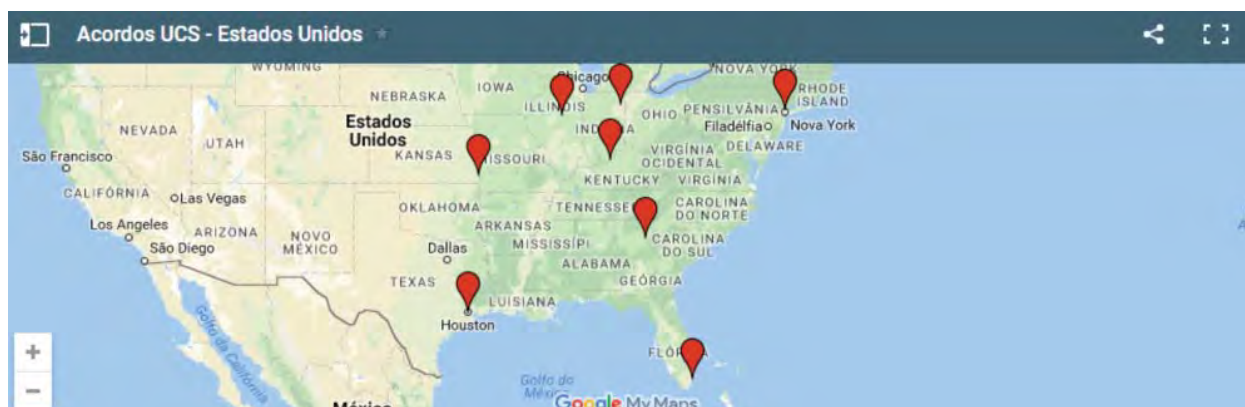 Acordos UCS - Estados Unidos
WYOMING
NEBRASKA
IOWA
Chicago
NOVA YORK
RHODE
ISLAND
ILLINOIS
OHIO
PENSILVÂNIA
Estados
Unidos
NEVADA
UTAH
INDIANA
Filadélfia
Nova York
São Francisco
KANSAS
MISSOURI
VIRGÍNIA
OCIDENTAL
DELAWARE
CALIFÓRNIA
Las Vegas
KENTUCKY
VIRGÍNIA
OKLAHOMA
TENNESSEE
CAROLINA
DO NORTE
Los Angeles
ARIZONA
NOVO
MÉXICO
ARKANSAS
São Diego
Dallas
MISSISSÍPI
CAROLINA
DO SUL
ALABAMA
TEXAS
LUISIANA
GEÓRGIA
Houston
Golfo da Califórnia
FLÓRIDA
+
Golfo do
México
−
México
Google My Maps